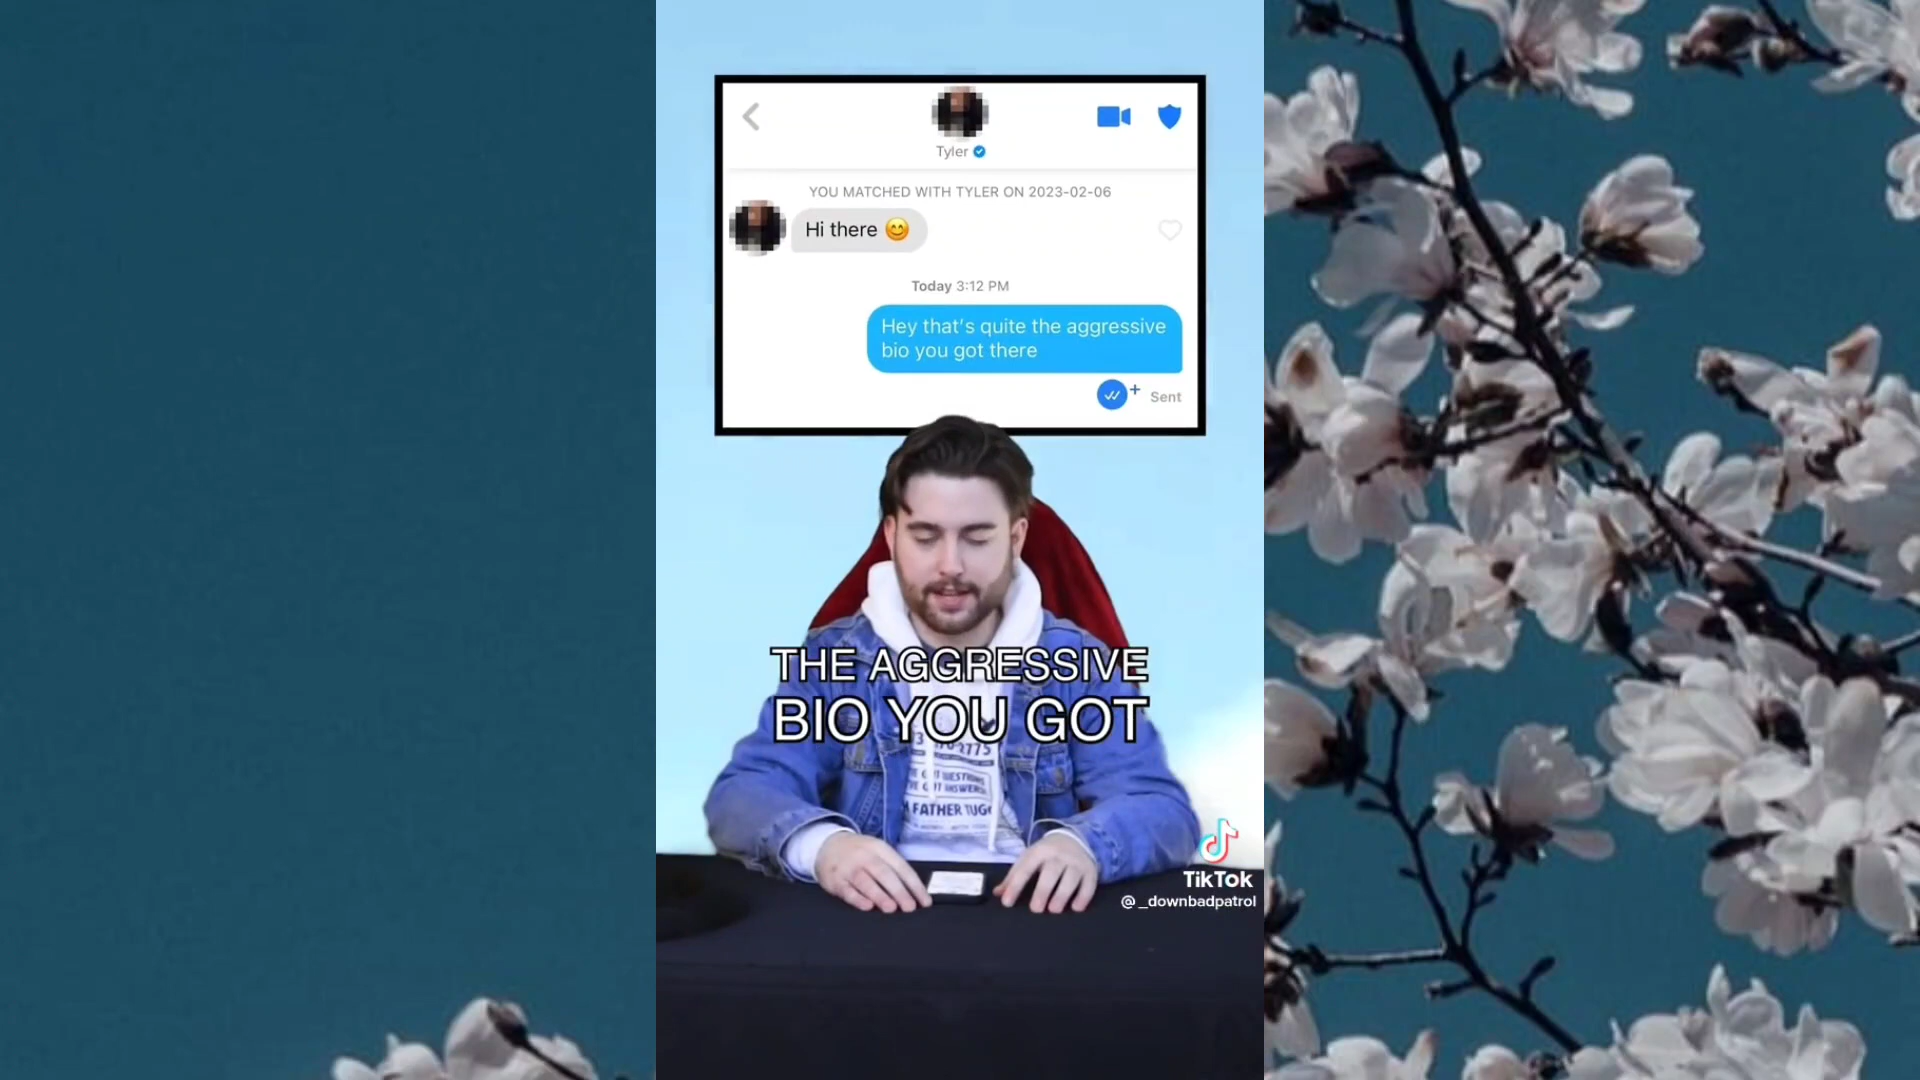 Tyler
YOU MATCHED WITH TYLER ON 2023-02-06
Hi there 😊
Today 3:12 PM
Hey that's quite the aggressive
bio you got there
Sent
THE AGGRESSIVE
BIO YOU GOT
FATHER
TikTok
@_downbadpatrol